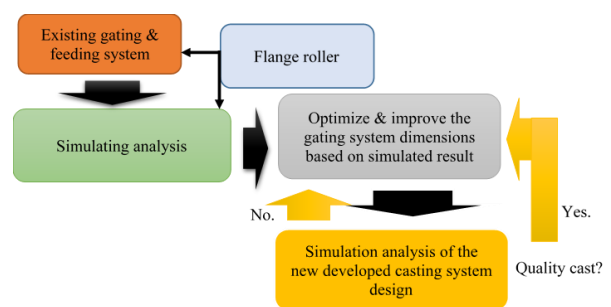 Existing gating &
feeding system
Flange roller
Simulating analysis
Optimize & improve the
gating system dimensions
based on simulated result
No.
Yes.
Simulation analysis of the
new developed casting system
design
Quality cast?